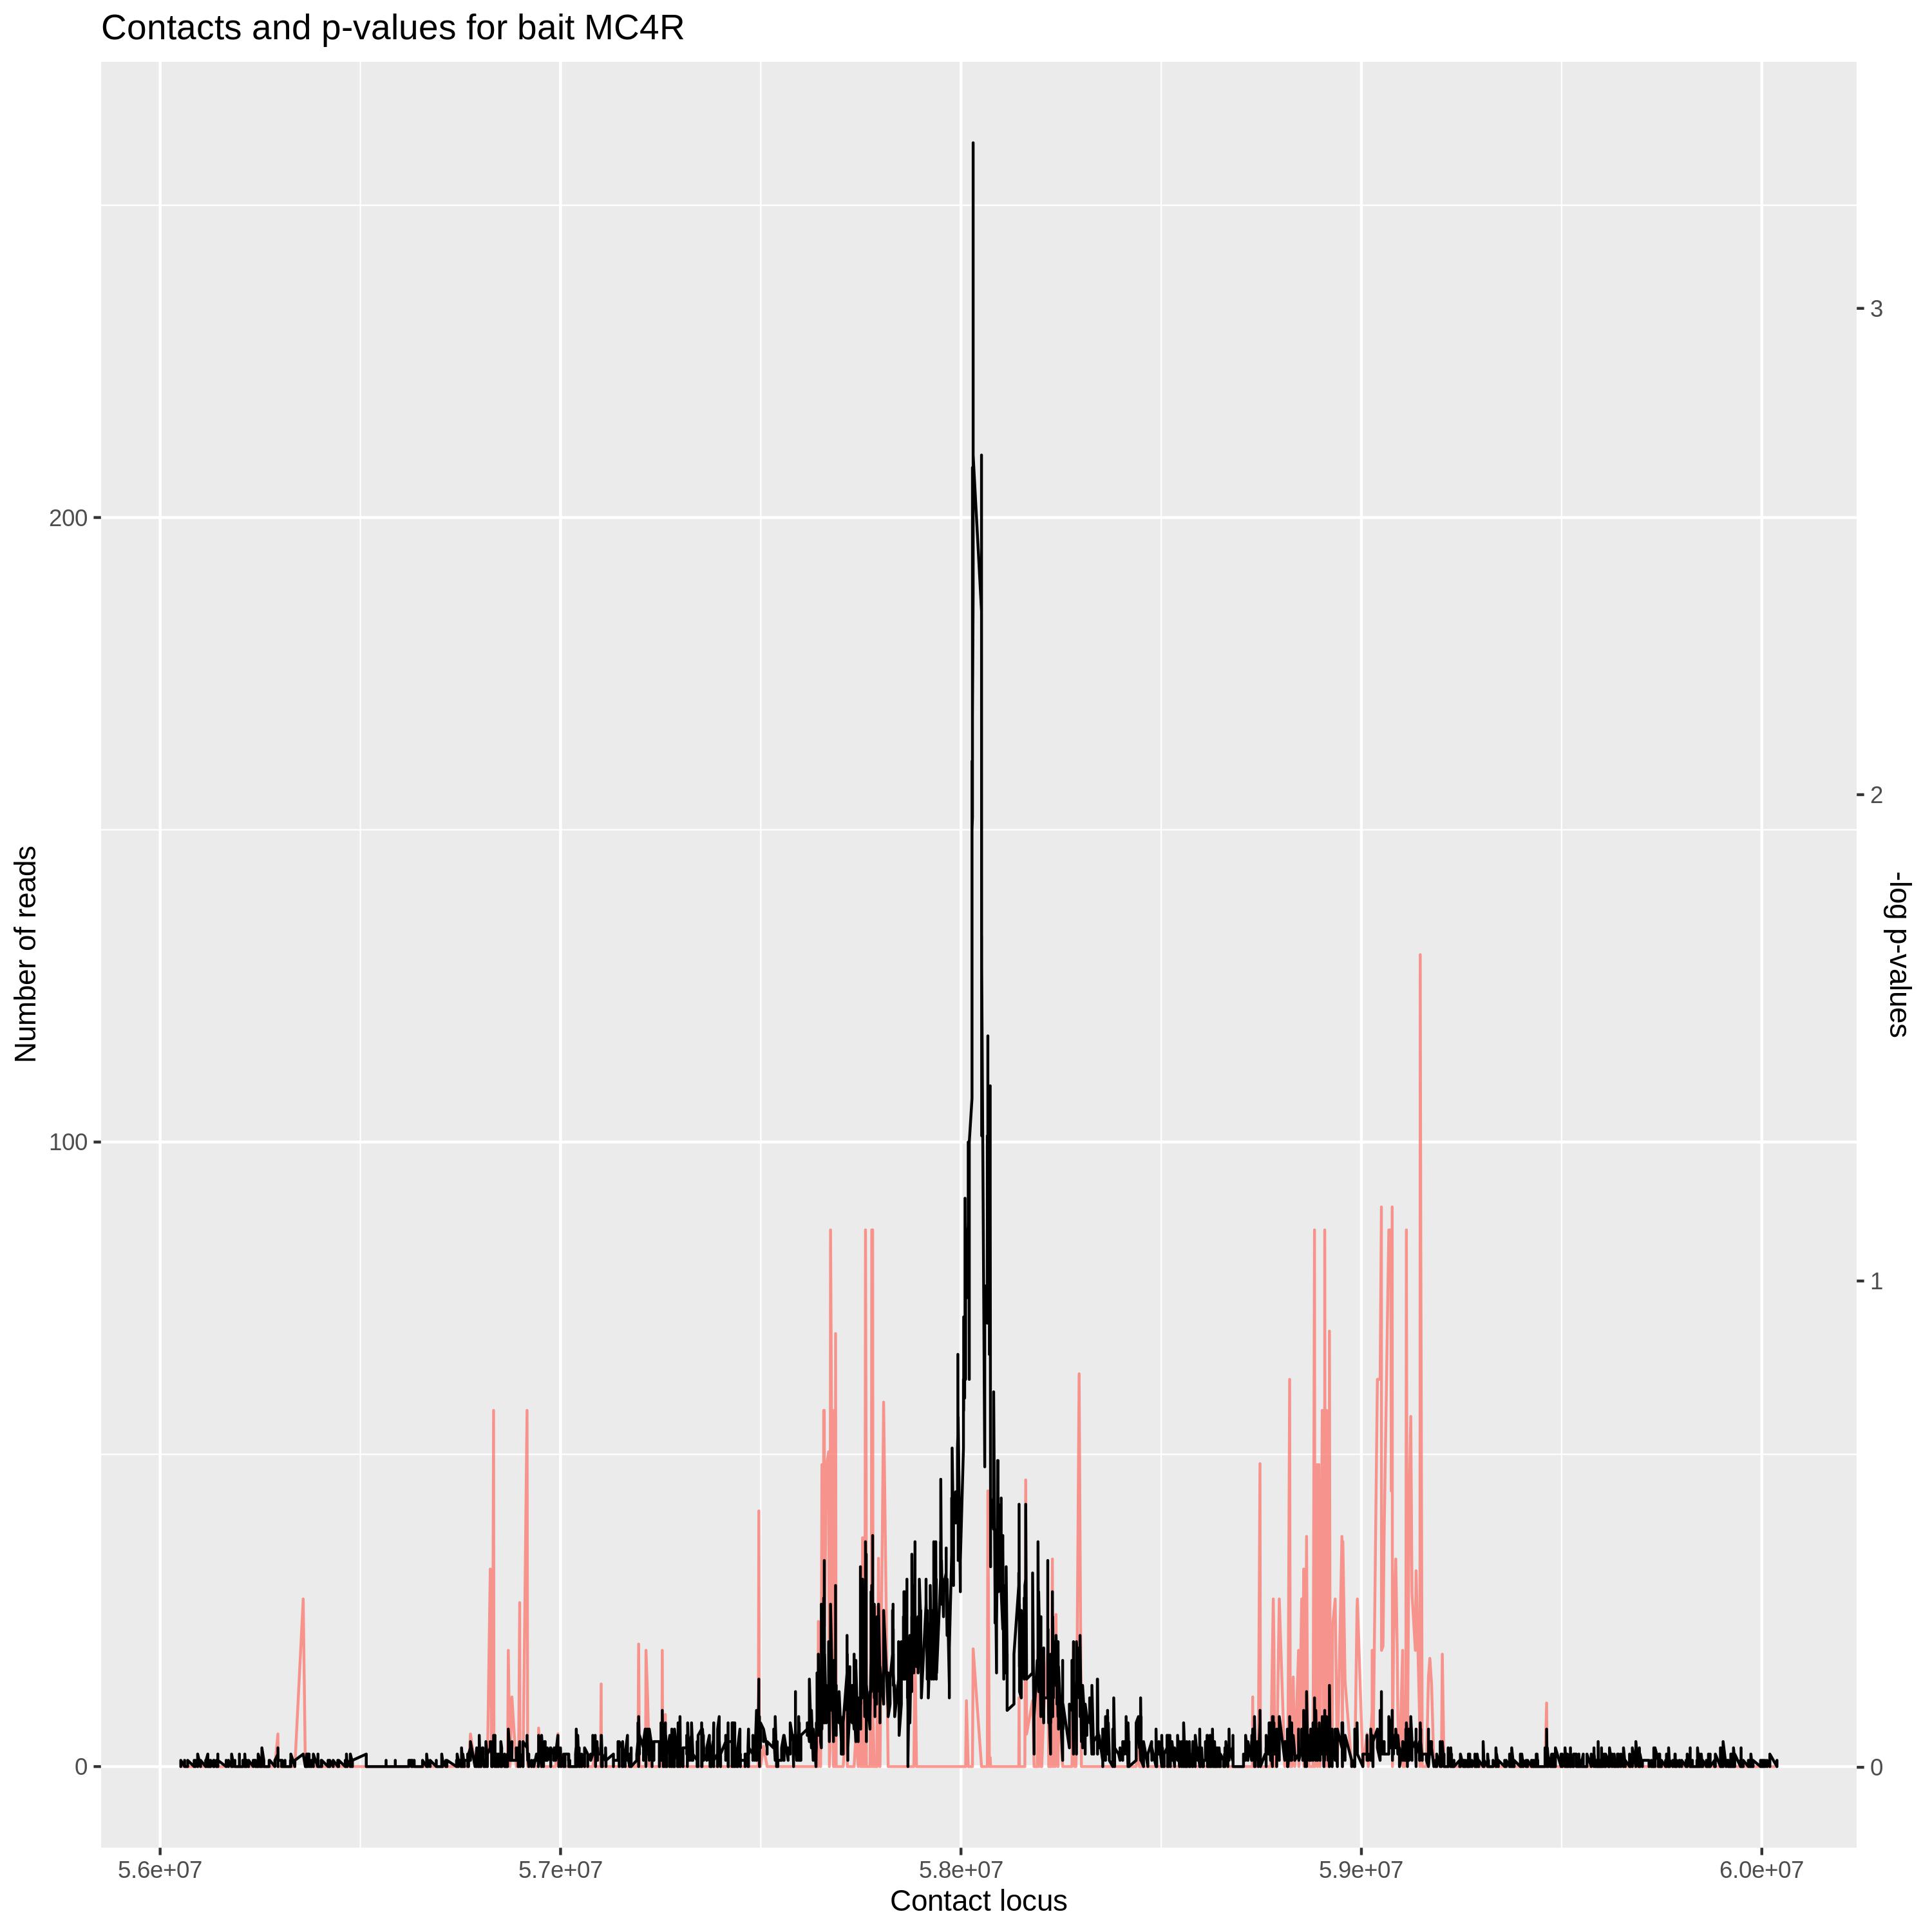 Contacts and p-values for bait MC4R
Number of reads
200
100
0
3
2
1
0
-log p-values
5.6e+07 5.7e+07 5.8e+07 5.9e+07 6.0e+07
Contact locus